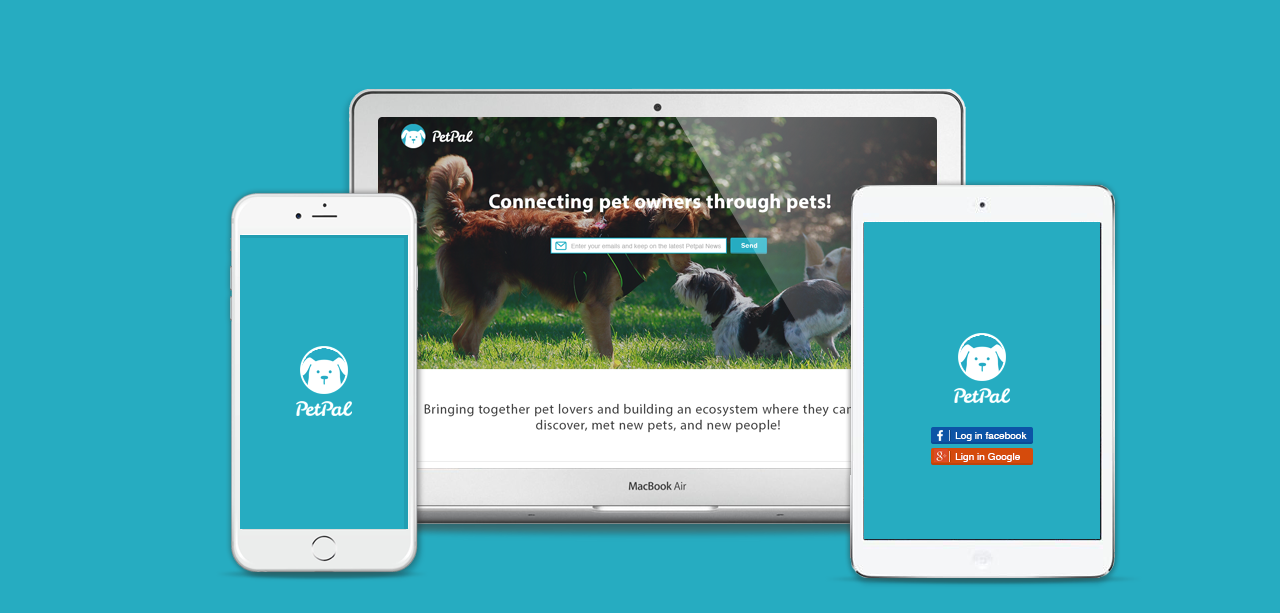 PetPal
Connecting pet owners through pets!
Enter your emails and keep on the latest Petpal News
Send
Bringing together pet lovers and building an ecosystem where they can
discover, met new pets, and new people!
MacBook Air
PetPal
PetPal
f Log in facebook
g+ Lign in Google